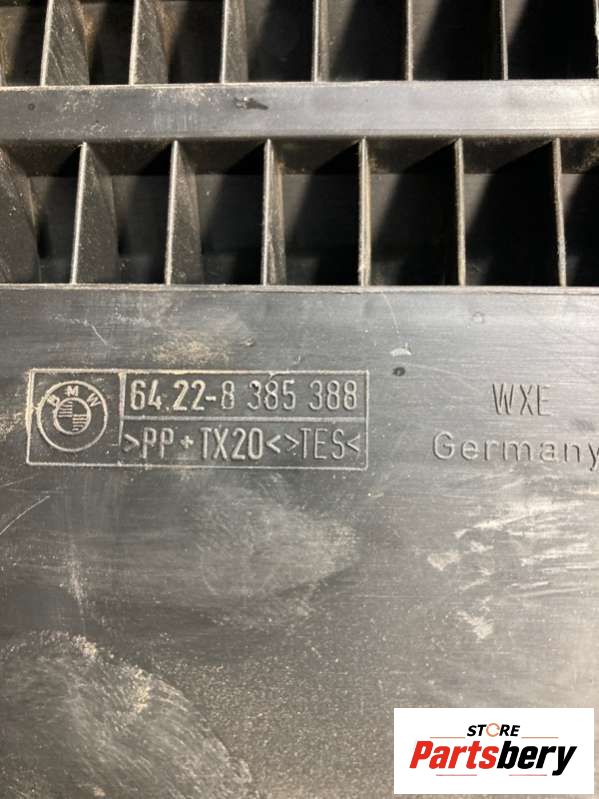 BMW
64.22-8 385 388
>PP+TX20<>TES<
WXE
Germany
STORE
Partsbery